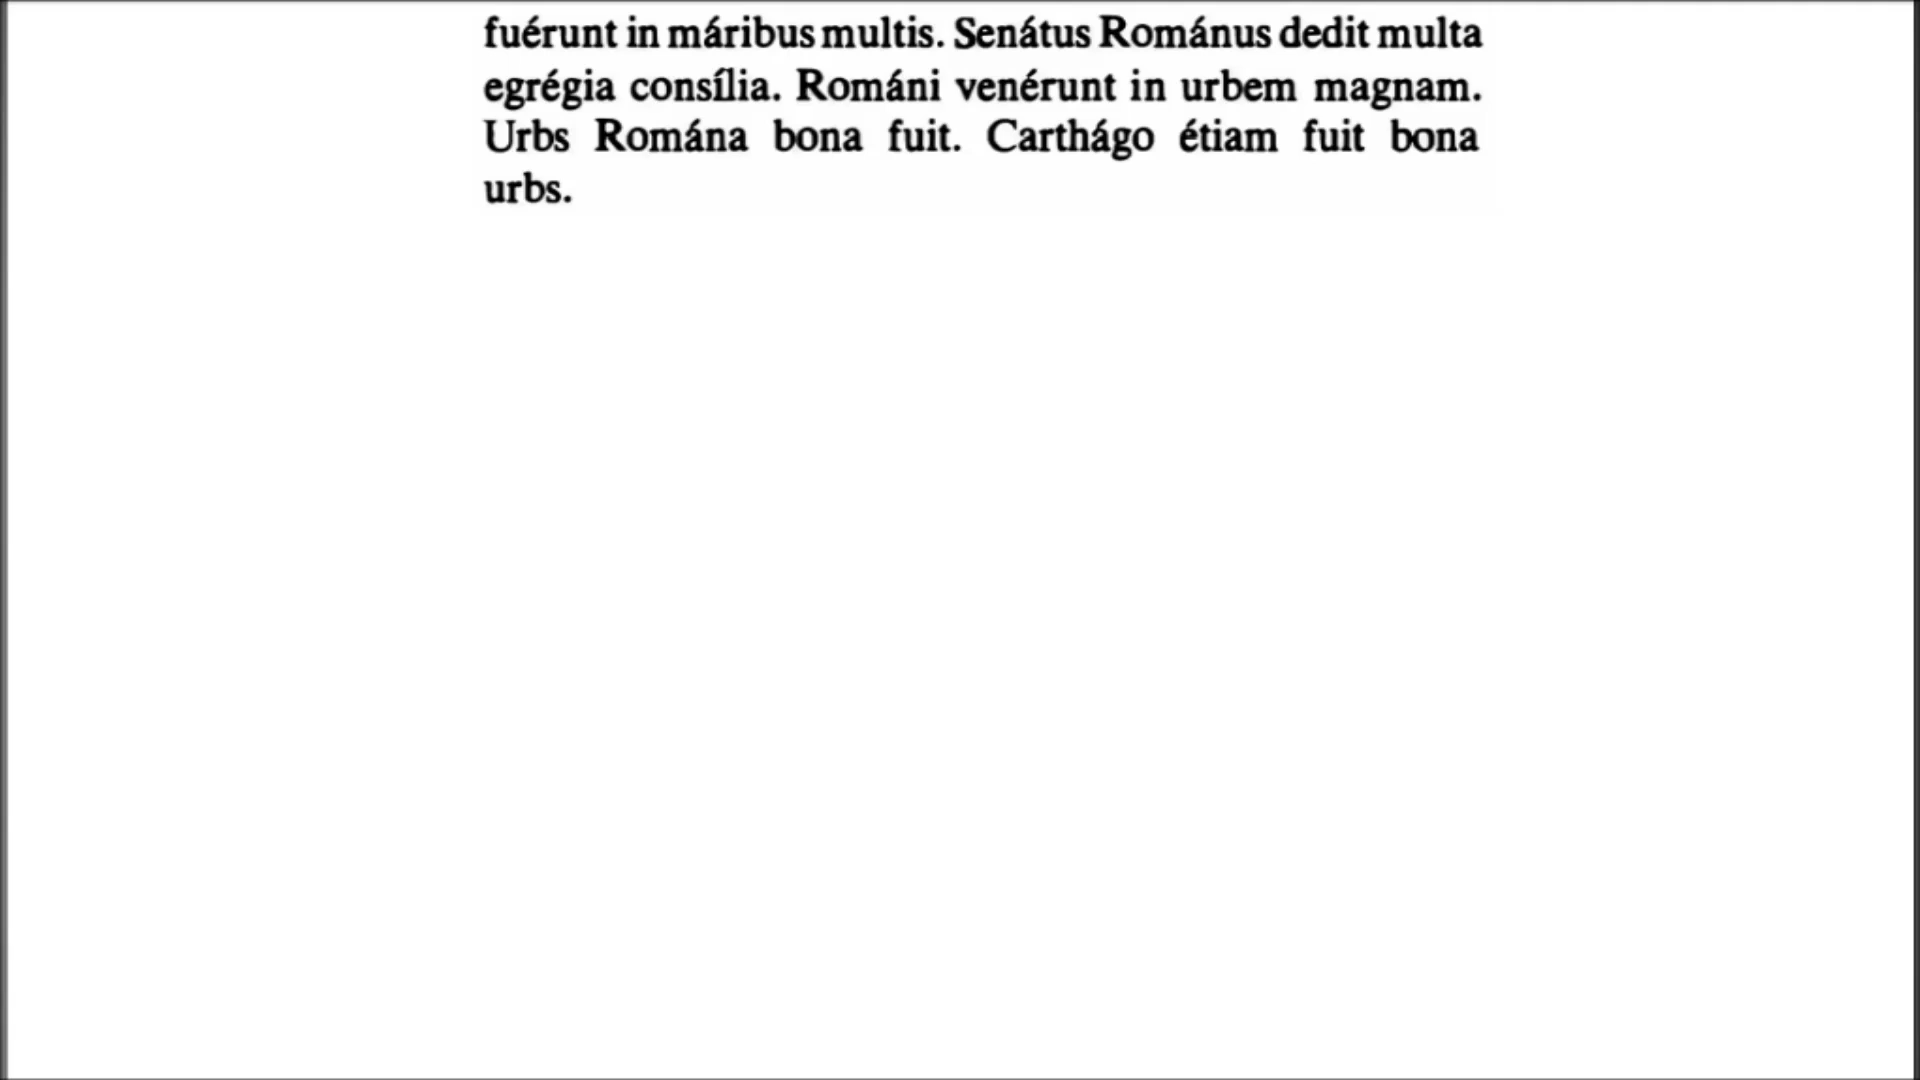 fuérunt in máribus multis. Senátus Románus dedit multa
egrégia consília. Románi venérunt in urbem magnam.
Urbs Romána bona fuit. Carthágo étiam fuit bona
urbs.